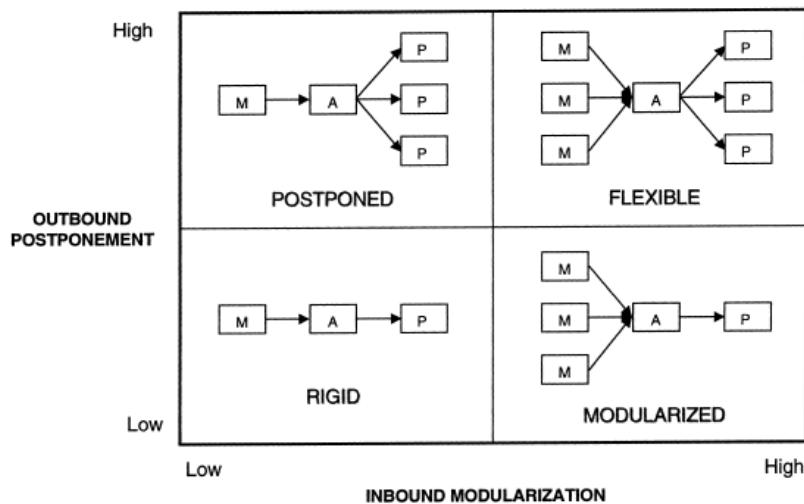 High
P
M
P
M
A
P
M
A
P
P
M
P
POSTPONED
FLEXIBLE
OUTBOUND
POSTPONEMENT
M
M
A
P
M
A
P
M
RIGID
MODULARIZED
Low
Low
High
INBOUND MODULARIZATION